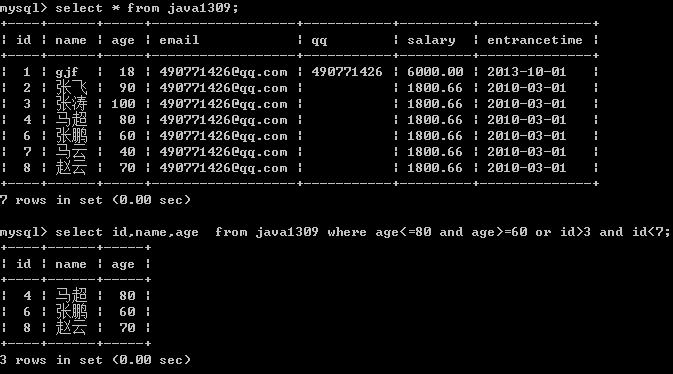 mysql> select * from java1309;
+----+------+-----+------------------+-----------+---------+--------------+
| id | name | age | email | qq | salary | entrancetime |
+----+------+-----+------------------+-----------+---------+--------------+
| 1 | gjf | 18 | 490771426@qq.com | 490771426 | 6000.00 | 2013-10-01 |
| 2 | 张飞 | 90 | 490771426@qq.com | | 1800.66 | 2010-03-01 |
| 3 | 张涛 | 100 | 490771426@qq.com | | 1800.66 | 2010-03-01 |
| 4 | 马超 | 80 | 490771426@qq.com | | 1800.66 | 2010-03-01 |
| 6 | 张鹏 | 60 | 490771426@qq.com | | 1800.66 | 2010-03-01 |
| 7 | 马云 | 40 | 490771426@qq.com | | 1800.66 | 2010-03-01 |
| 8 | 赵云 | 70 | 490771426@qq.com | | 1800.66 | 2010-03-01 |
+----+------+-----+------------------+-----------+---------+--------------+
7 rows in set (0.00 sec)
mysql> select id,name,age  from java1309 where age<=80 and age>=60 or id>3 and id<7;
+----+------+-----+
| id | name | age |
+----+------+-----+
| 4 | 马超 | 80 |
| 6 | 张鹏 | 60 |
| 8 | 赵云 | 70 |
+----+------+-----+
3 rows in set (0.00 sec)